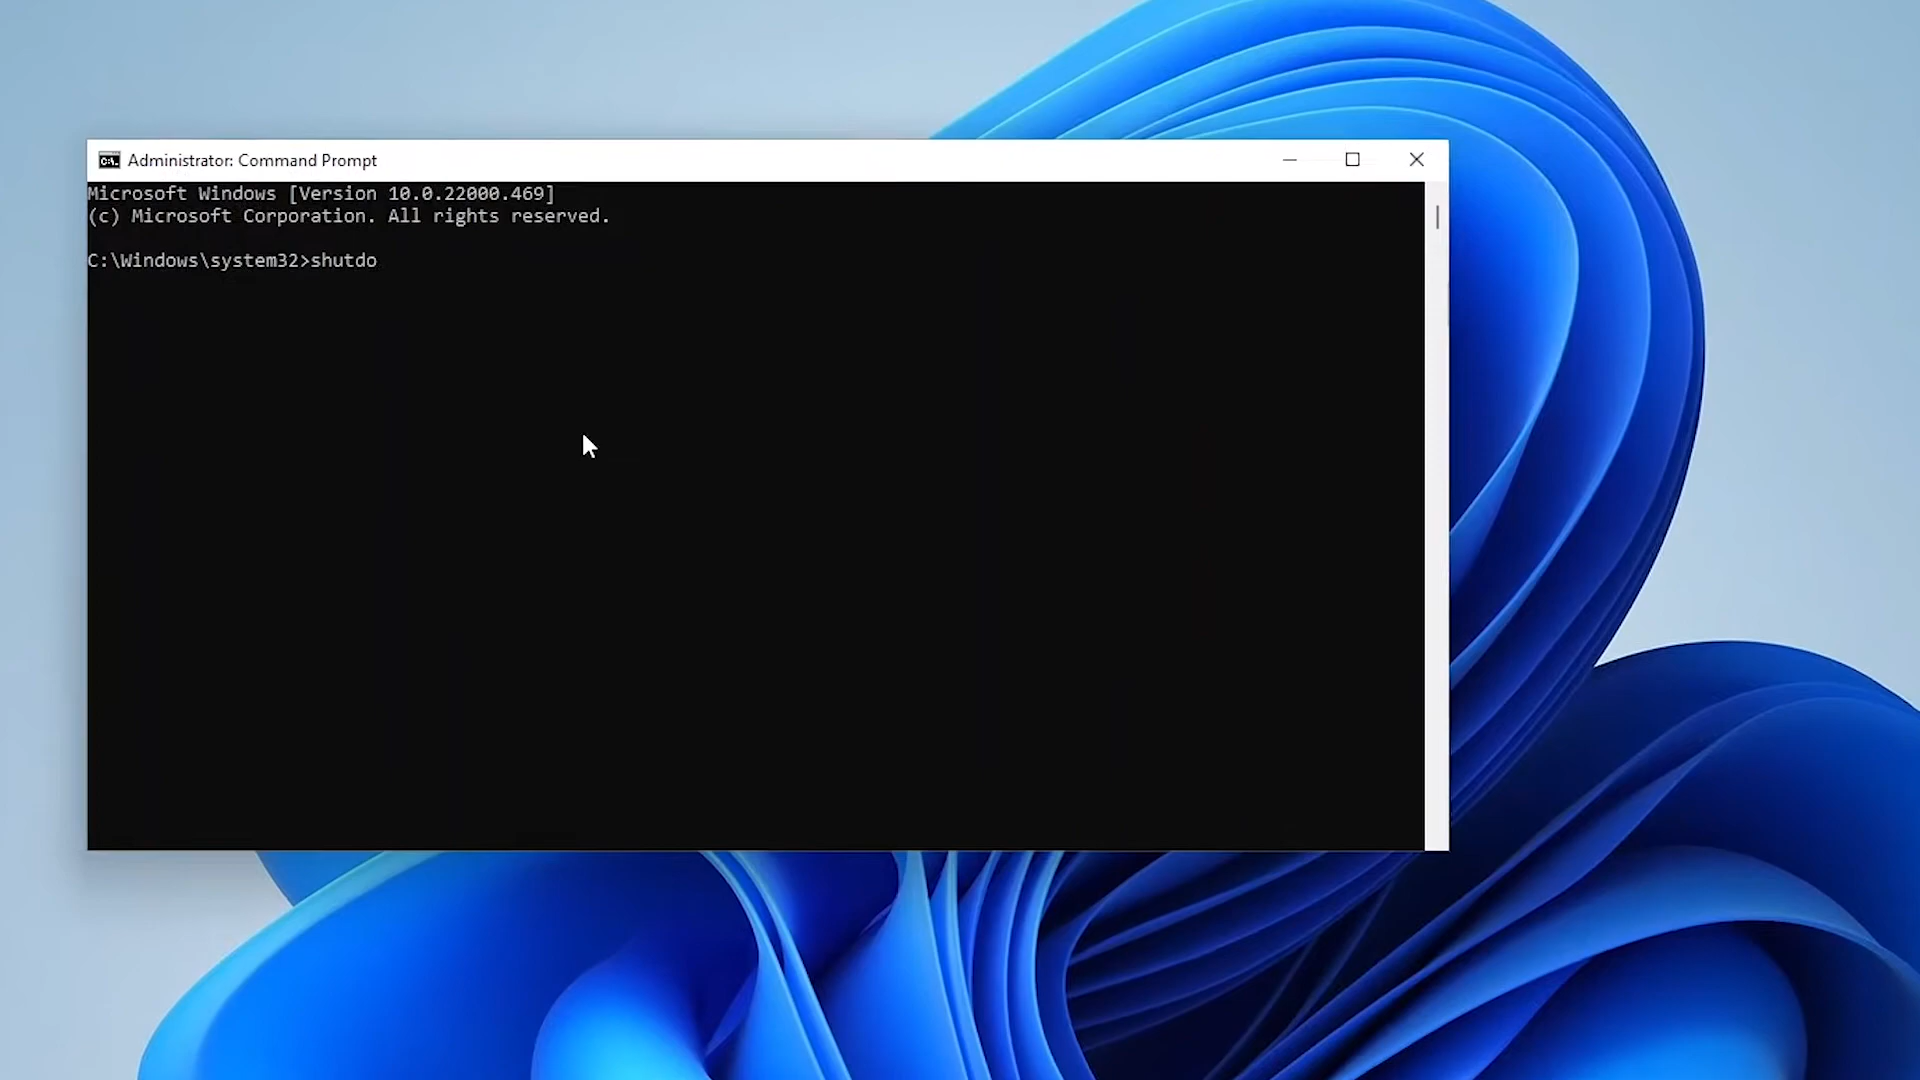 Administrator: Command Prompt
Microsoft Windows [Version 10.0.22000.469]
(c) Microsoft Corporation. All rights reserved.
C:\Windows\system32>shutdo